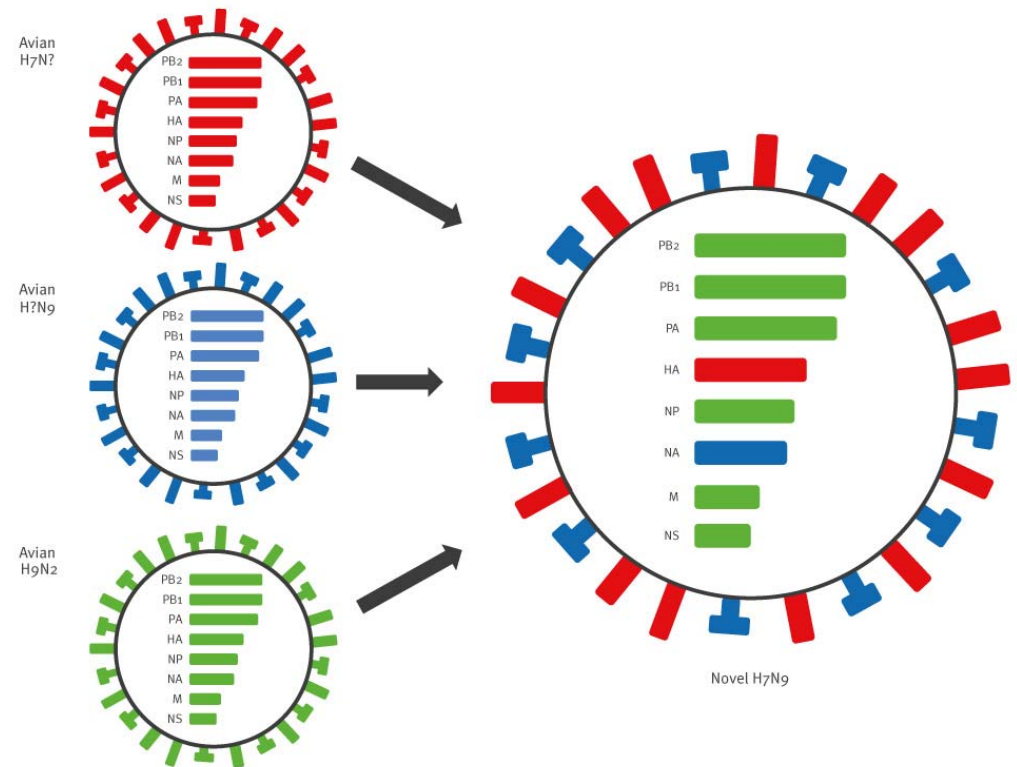 Avian
H7N?
PB2
PB1
PA
HA
NP
NA
M
NS
Avian
H?N9
PB2
PB1
PA
HA
NP
NA
M
NS
Avian
H9N2
PB2
PB1
PA
HA
NP
NA
M
NS
PB2
PB1
PA
HA
NP
NA
M
NS
Novel H7N9